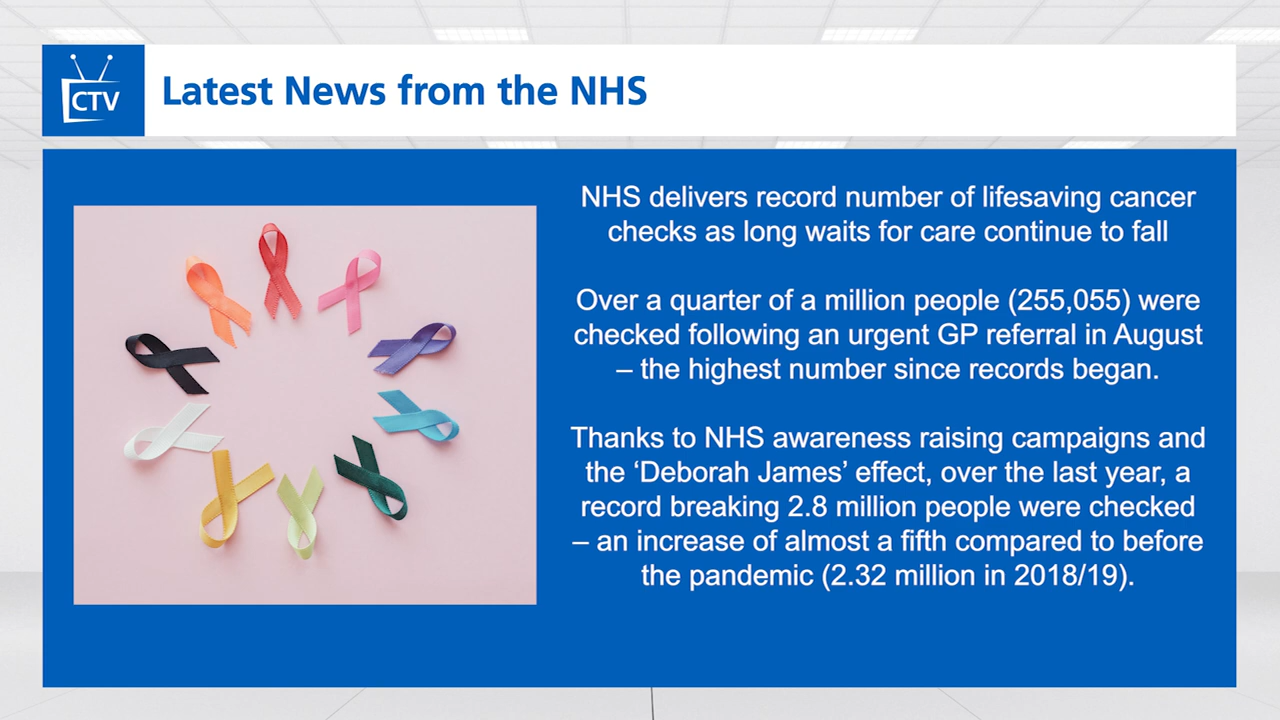 CTV
Latest News from the NHS
NHS delivers record number of lifesaving cancer
checks as long waits for care continue to fall
Over a quarter of a million people (255,055) were
checked following an urgent GP referral in August
– the highest number since records began.
Thanks to NHS awareness raising campaigns and
the ‘Deborah James’ effect, over the last year, a
record breaking 2.8 million people were checked
– an increase of almost a fifth compared to before
the pandemic (2.32 million in 2018/19).